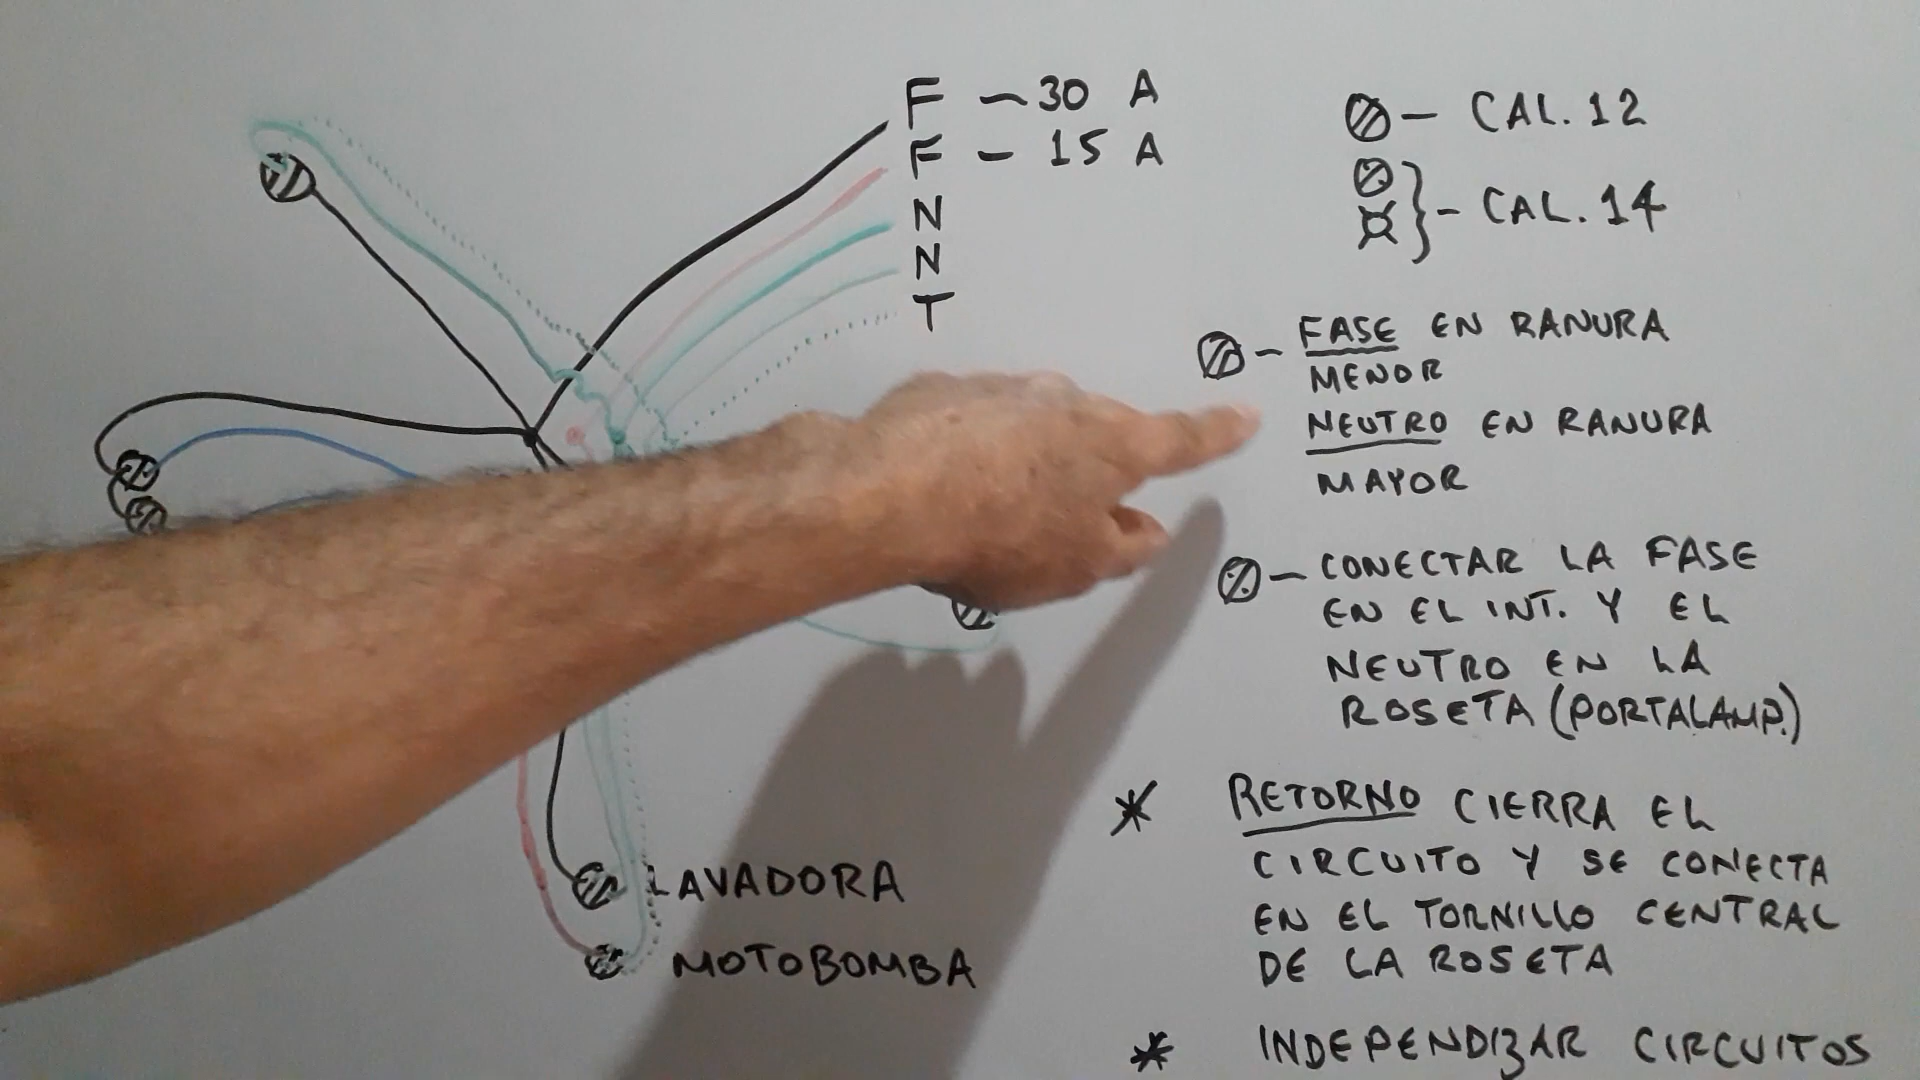 F - 30 A
F - 15 A
N
N
T
- CAL. 12
- CAL. 14
- FASE EN RANURA
MENOR
NEUTRO EN RANURA
MAYOR
- CONECTAR LA FASE
EN EL INT. Y EL
NEUTRO EN LA
ROSETA (PORTALAMP.)
* RETORNO CIERRA EL
CIRCUITO Y SE CONECTA
EN EL TORNILLO CENTRAL
DE LA ROSETA
* INDEPENDIZAR CIRCUITOS
LAVADORA
MOTOBOMBA